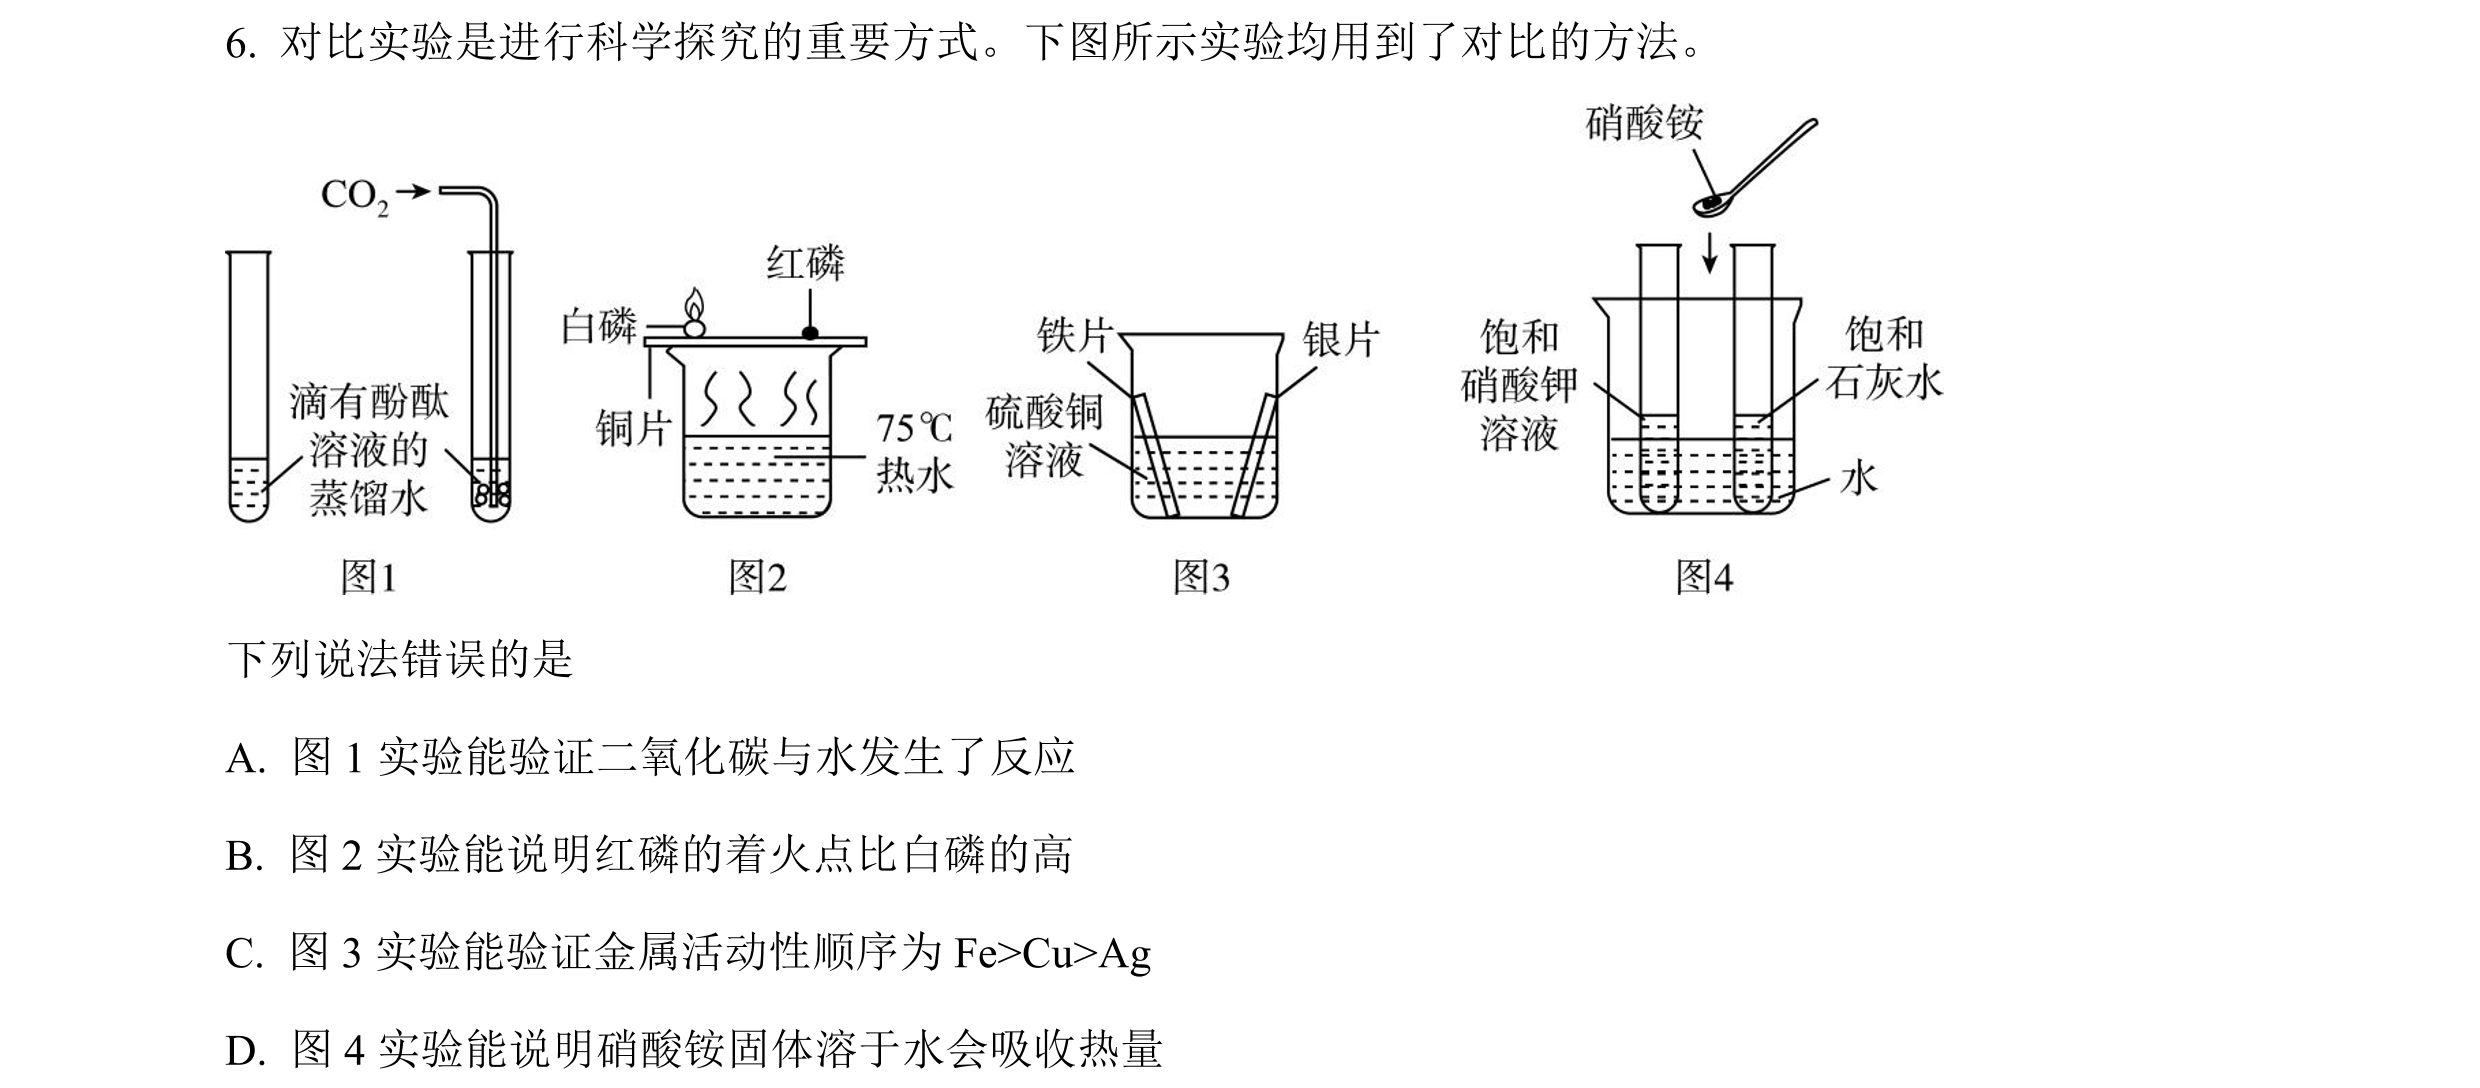 6. 对比实验是进行科学探究的重要方式。下图所示实验均用到了对比的方法。
CO₂
滴有酚酞
溶液的
蒸馏水
图1
白磷
红磷
铜片
75℃
热水
图2
铁片
银片
硫酸铜
溶液
图3
硝酸铵
饱和
硝酸钾
溶液
饱和
石灰水
水
图4
下列说法错误的是
A. 图 1 实验能验证二氧化碳与水发生了反应
B. 图 2 实验能说明红磷的着火点比白磷的高
C. 图 3 实验能验证金属活动性顺序为 Fe>Cu>Ag
D. 图 4 实验能说明硝酸铵固体溶于水会吸收热量